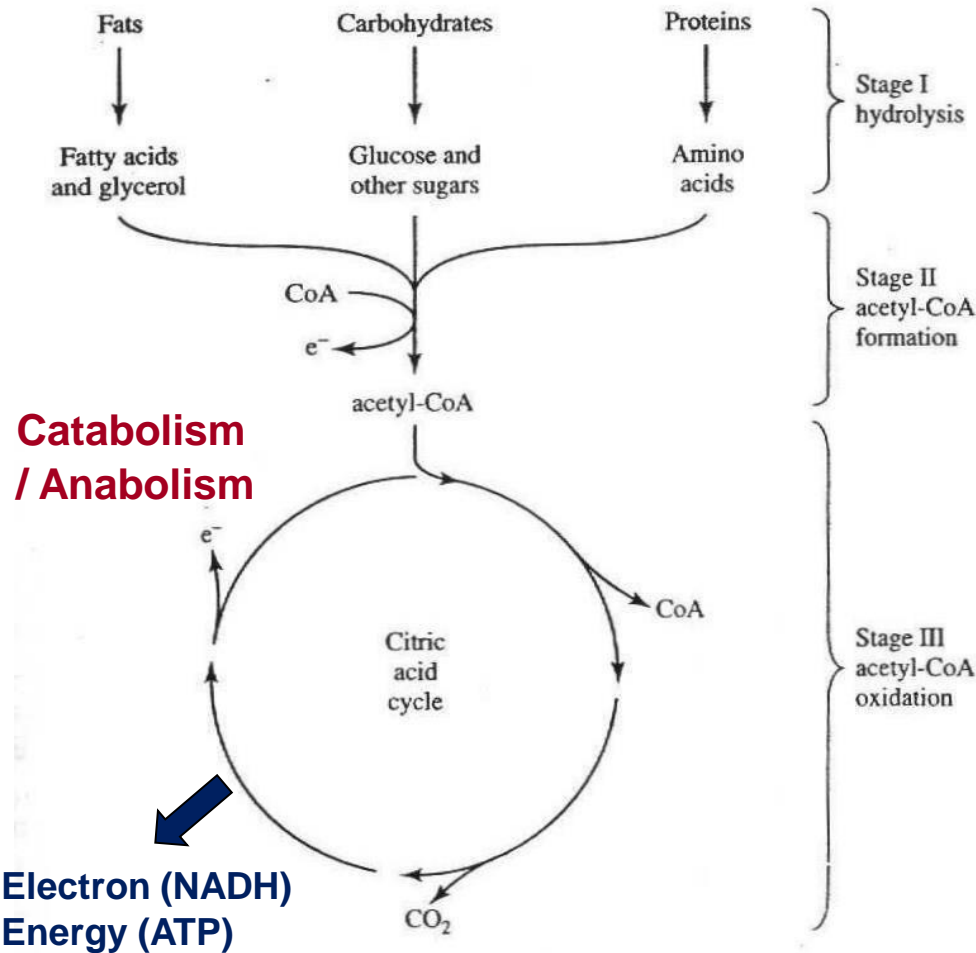 Fats
Carbohydrates
Proteins
Stage I
hydrolysis
Fatty acids
and glycerol
Glucose and
other sugars
Amino
acids
CoA
e⁻
Stage II
acetyl-CoA
formation
acetyl-CoA
Catabolism
/ Anabolism
e⁻
CoA
Citric
acid
cycle
Stage III
acetyl-CoA
oxidation
Electron (NADH)
Energy (ATP)
CO₂